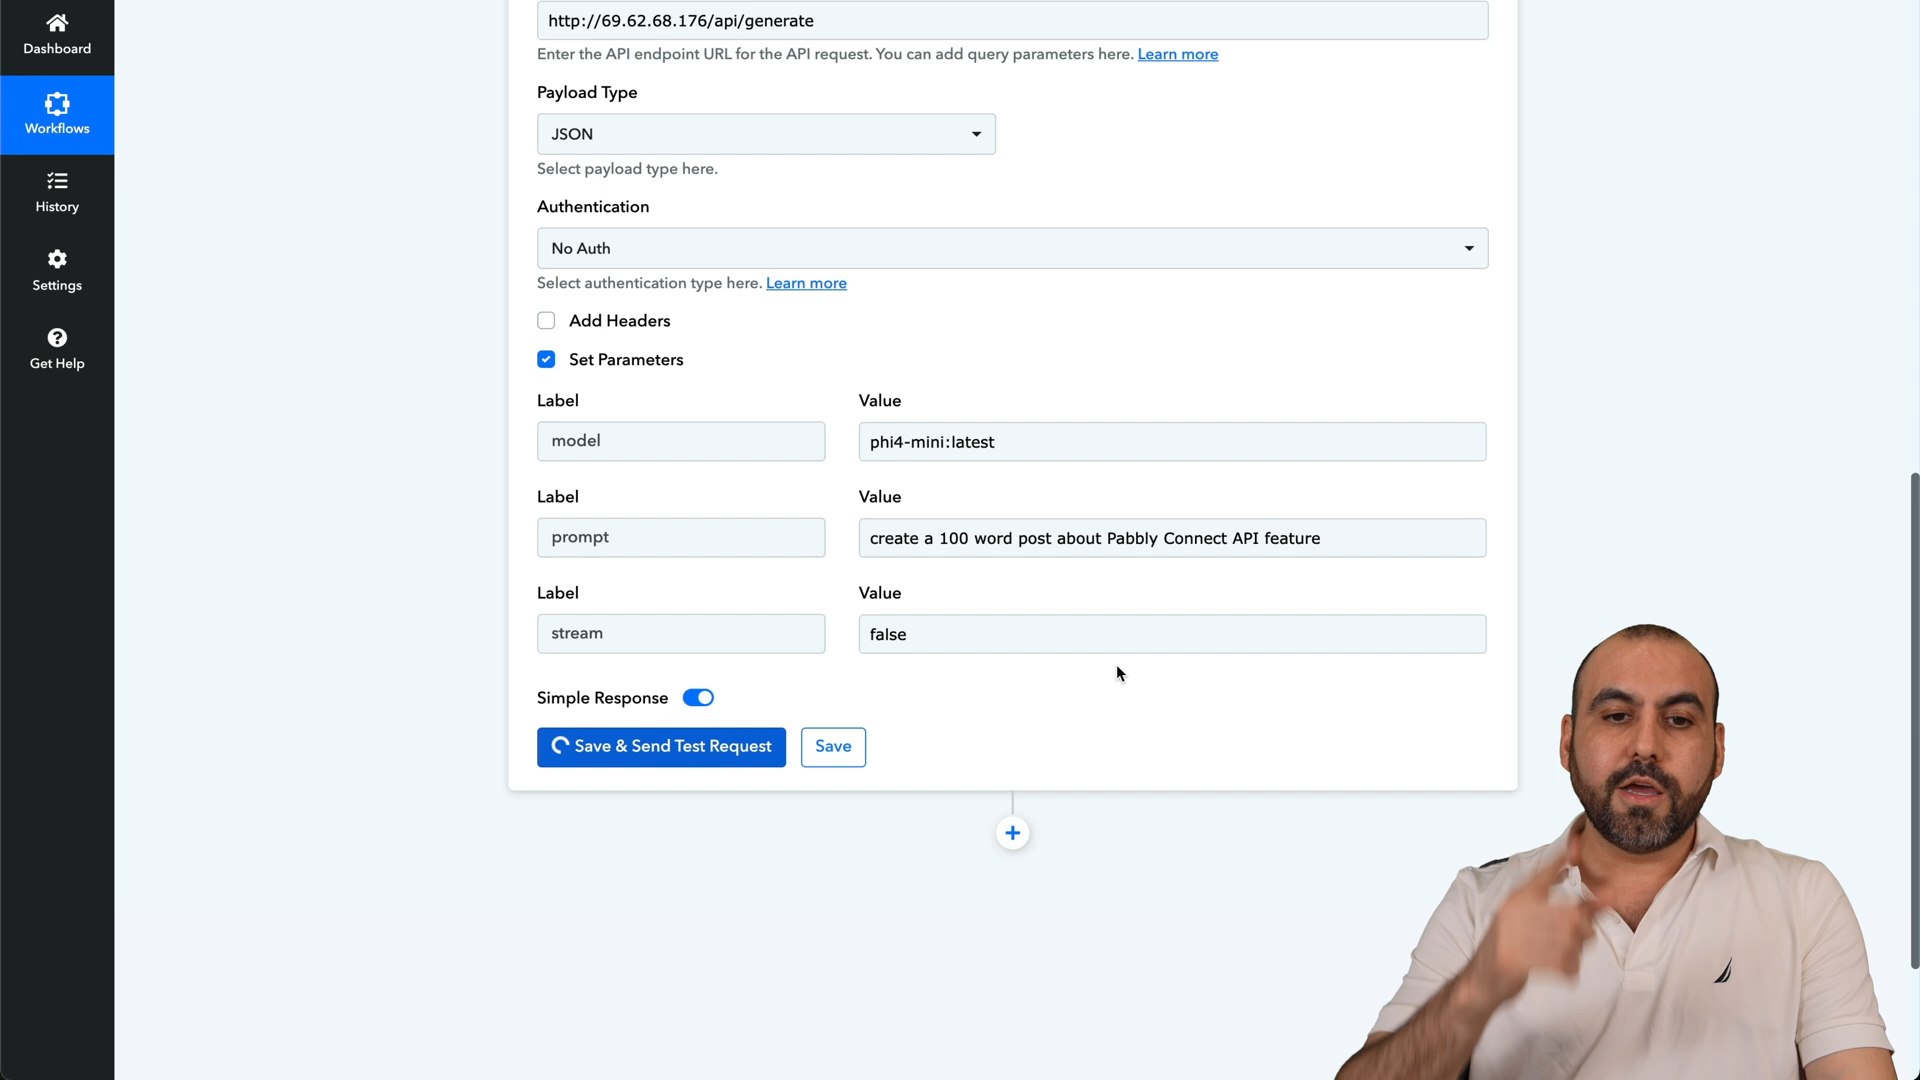 Dashboard
Workflows
History
Settings
Get Help
http://69.62.68.176/api/generate
Enter the API endpoint URL for the API request. You can add query parameters here. Learn more
Payload Type
JSON
Select payload type here.
Authentication
No Auth
Select authentication type here. Learn more
Add Headers
Set Parameters
Label Value
model phi4-mini:latest
Label Value
prompt create a 100 word post about Pabbly Connect API feature
Label Value
stream false
Simple Response
Save & Send Test Request Save